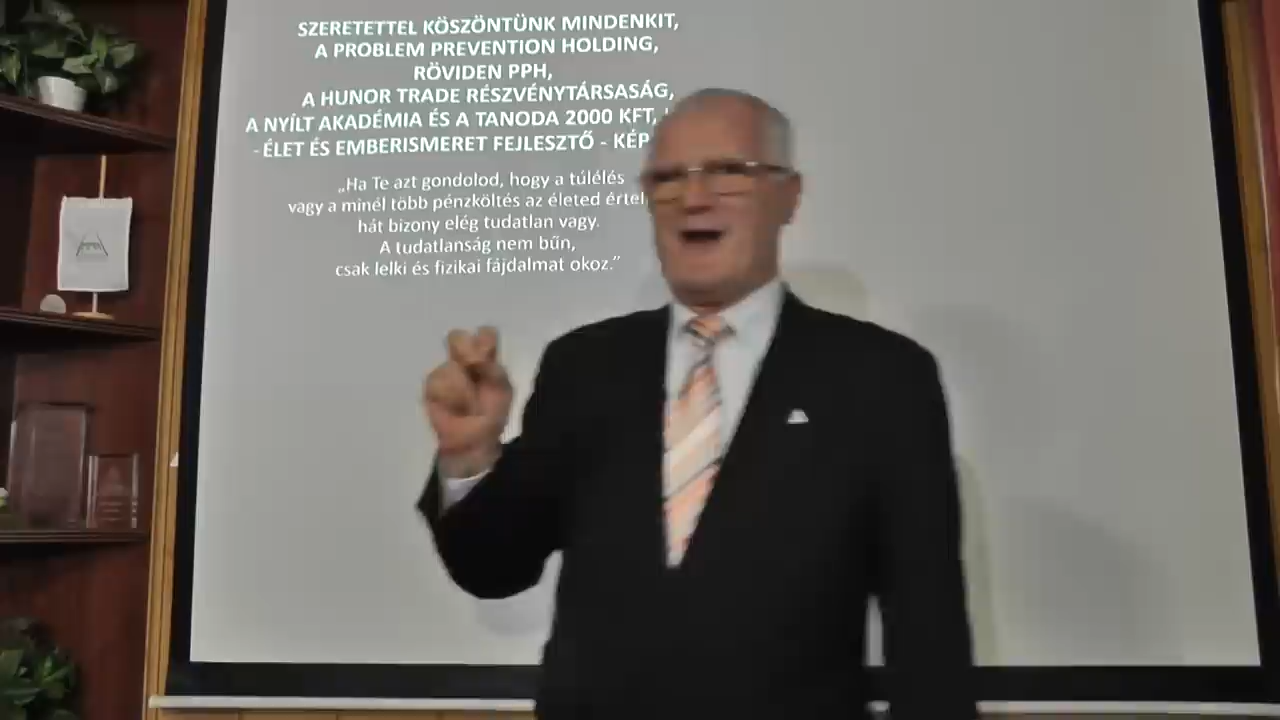 SZERETETTEL KÖSZÖNTÜNK MINDENKIT,
A PROBLEM PREVENTION HOLDING,
RÖVIDEN PPH,
A HUNOR TRADE RÉSZVÉNYTÁRSASÁG,
A NYÍLT AKADÉMIA ÉS A TANODA 2000 KFT,
- ÉLET ÉS EMBERISMERET FEJLESZTŐ - KÉP
„Ha Te azt gondolod, hogy a túlélés
vagy a minél több pénzköltés az életed értel
hát bizony elég tudatlan vagy.
A tudatlanság nem bűn,
csak lelki és fizikai fájdalmat okoz.”